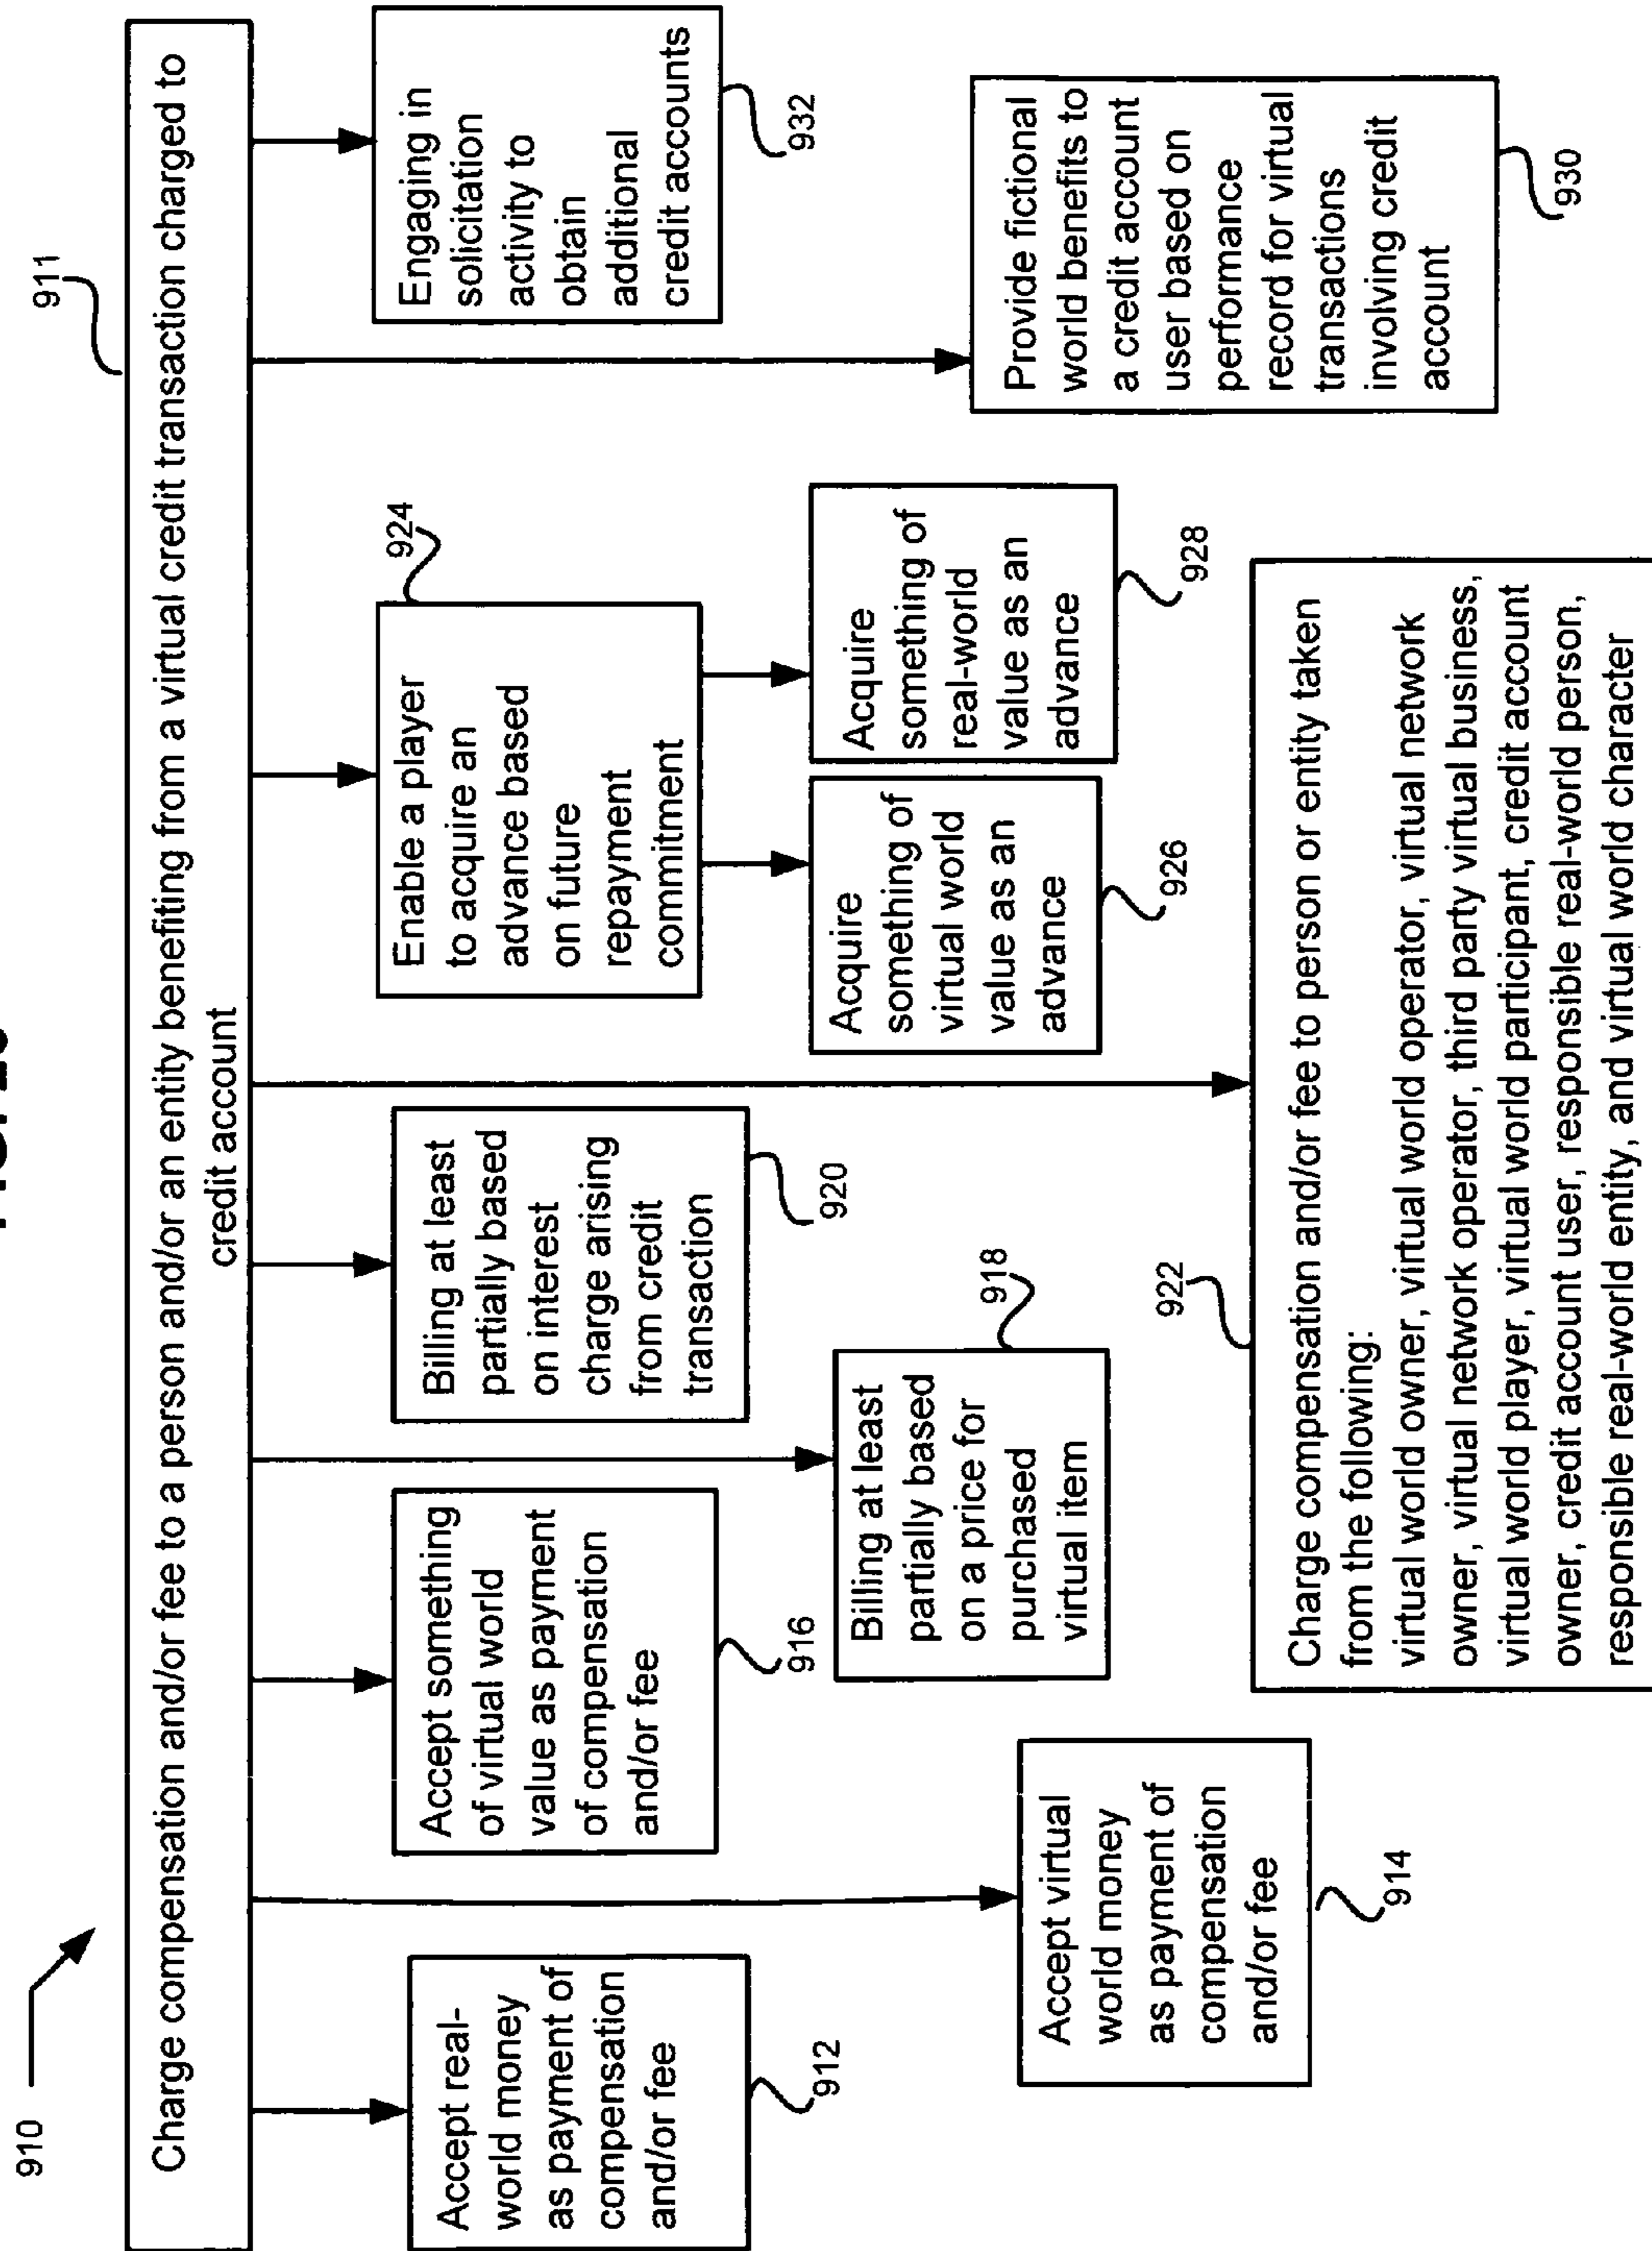 910
911
Charge compensation and/or fee to a person and/or an entity benefiting from a virtual credit transaction charged to
credit account
Accept real-
world money
as payment of
compensation
and/or fee
912
Accept virtual
world money
as payment of
compensation
and/or fee
914
Accept something
of virtual world
value as payment
of compensation
and/or fee
916
Billing at least
partially based
on a price for
purchased
virtual item
918
Billing at least
partially based
on interest
charge arising
from credit
transaction
920
922
Charge compensation and/or fee to person or entity taken
from the following:
virtual world owner, virtual world operator, virtual network
owner, virtual network operator, third party virtual business,
virtual world player, virtual world participant, credit account
owner, credit account user, responsible real-world person,
responsible real-world entity, and virtual world character
924
Enable a player
to acquire an
advance based
on future
repayment
commitment
Acquire
something of
virtual world
value as an
advance
926
Acquire
something of
real-world
value as an
advance
928
Provide fictional
world benefits to
a credit account
user based on
performance
record for virtual
transactions
involving credit
account
930
Engaging in
solicitation
activity to
obtain
additional
credit accounts
932